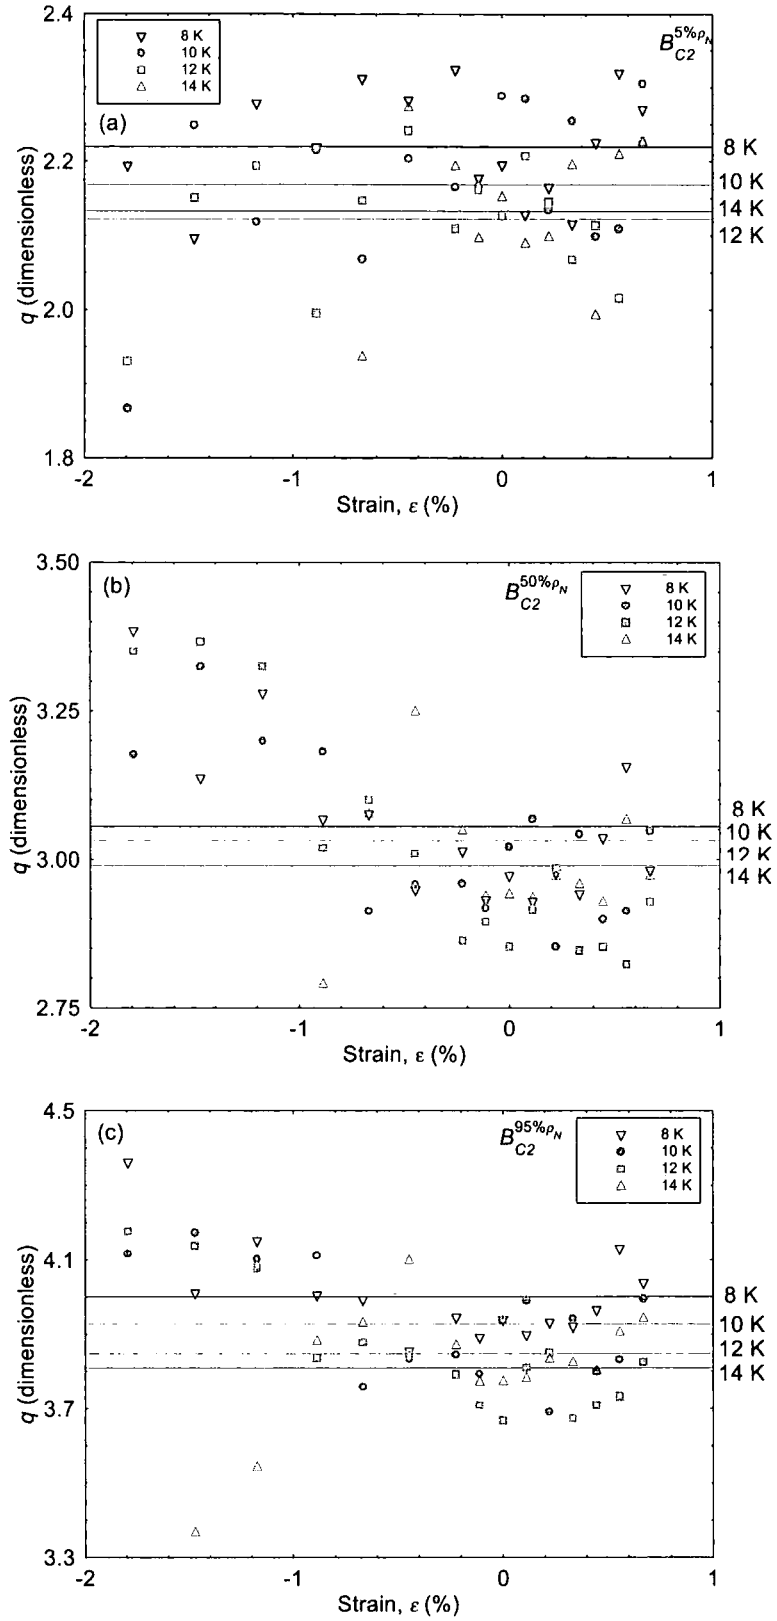 2.4
8 K
10 K
12 K
14 K
B_{C2}^{5%ρ_N}
(a)
2.2
8 K
10 K
14 K
12 K
2.0
1.8
q (dimensionless)
-2
-1
0
1
Strain, ε (%)
3.50
(b)
B_{C2}^{50%ρ_N}
8 K
10 K
12 K
14 K
3.25
8 K
10 K
3.00
12 K
14 K
2.75
q (dimensionless)
-2
-1
0
1
Strain, ε (%)
4.5
(c)
B_{C2}^{95%ρ_N}
8 K
10 K
12 K
14 K
4.1
8 K
10 K
12 K
14 K
3.7
3.3
q (dimensionless)
-2
-1
0
1
Strain, ε (%)